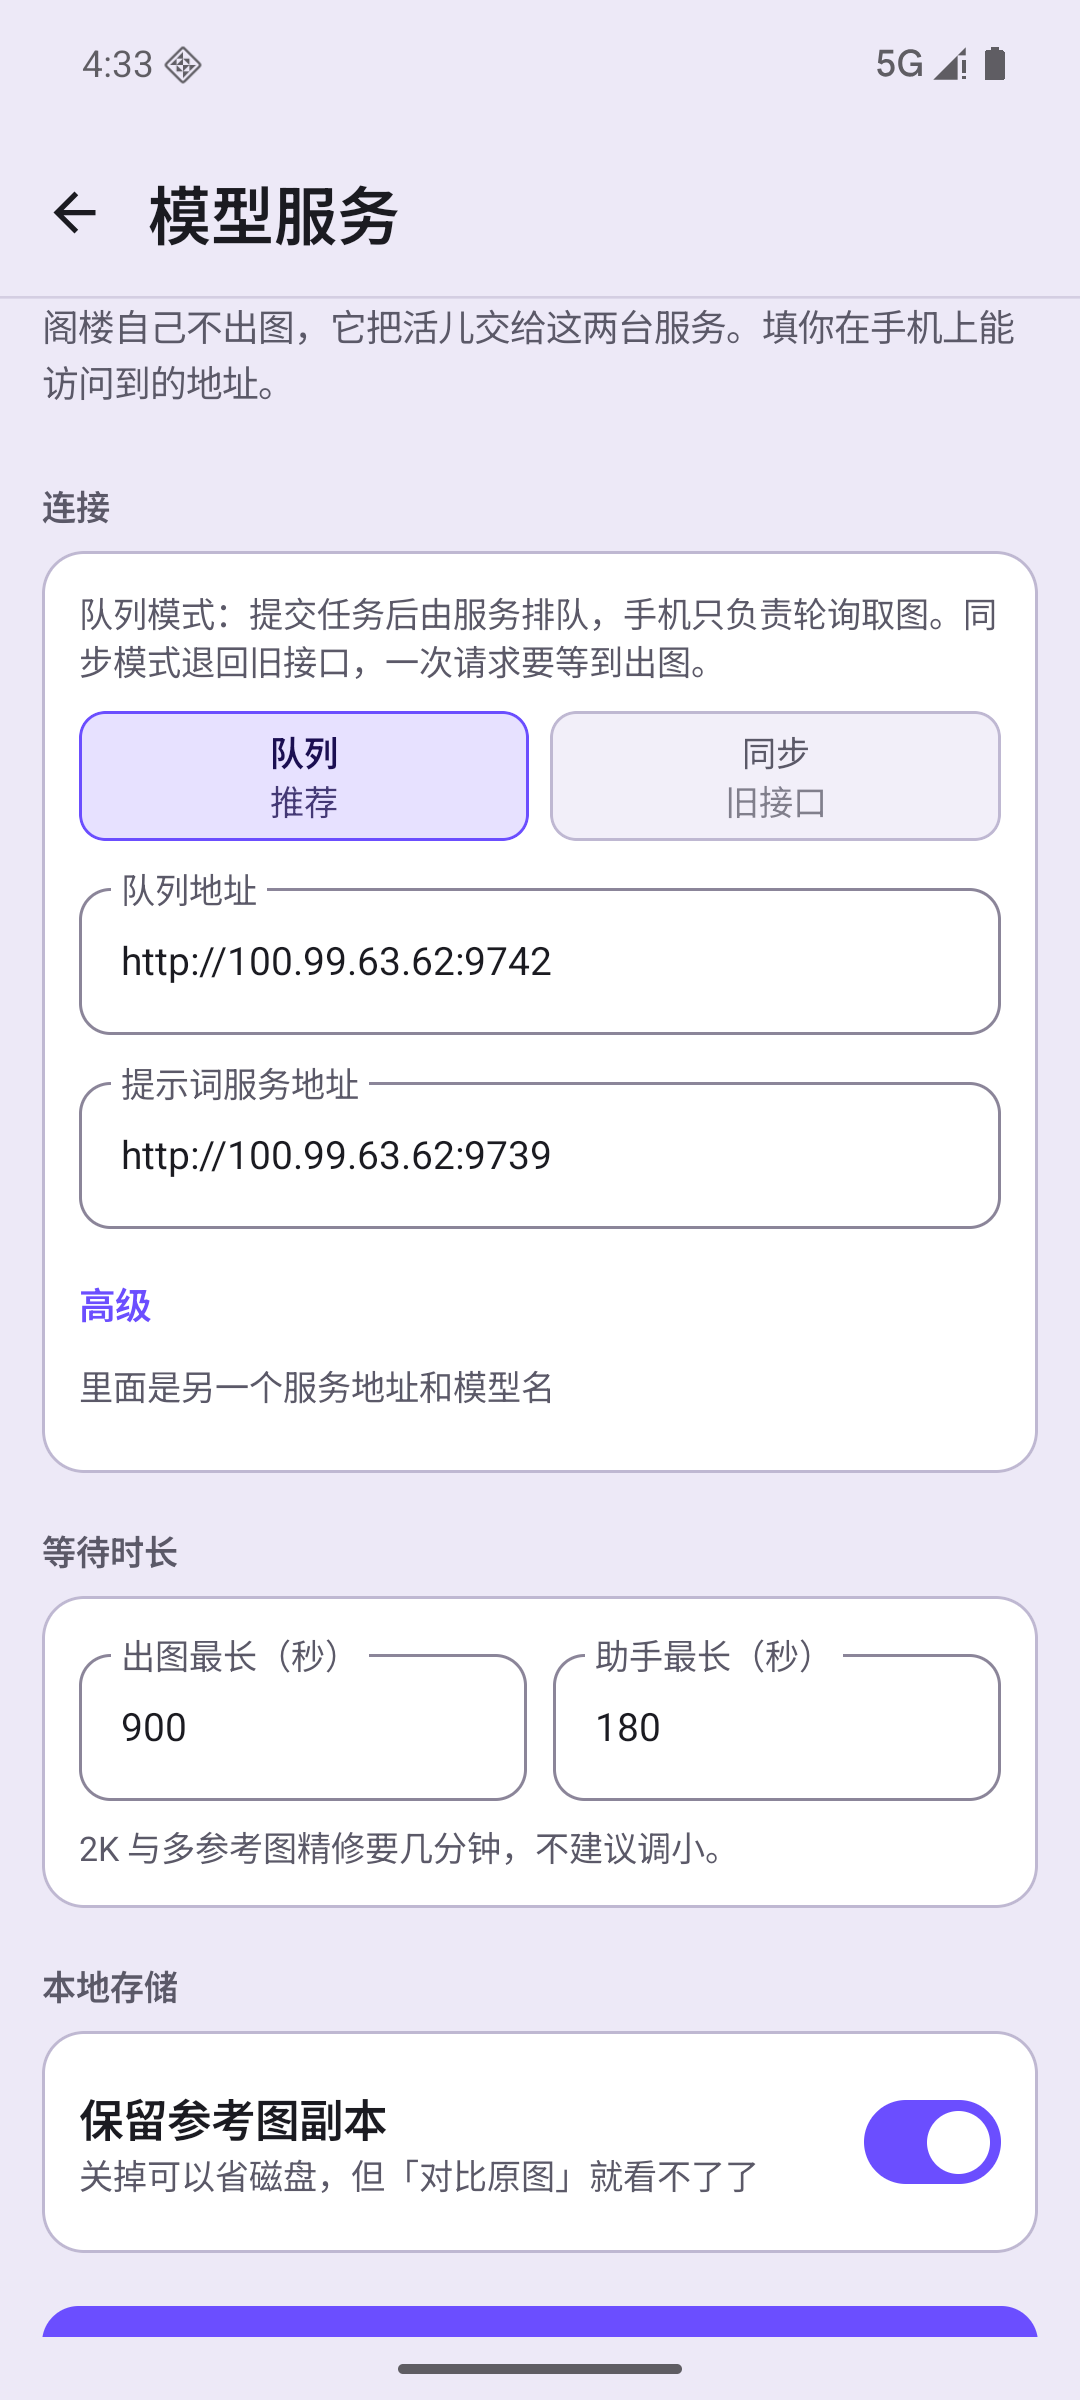 4:33
5G
模型服务
阁楼自己不出图，它把活儿交给这两台服务。填你在手机上能
访问到的地址。
连接
队列模式：提交任务后由服务排队，手机只负责轮询取图。同
步模式退回旧接口，一次请求要等到出图。
队列
推荐
同步
旧接口
队列地址
http://100.99.63.62:9742
提示词服务地址
http://100.99.63.62:9739
高级
里面是另一个服务地址和模型名
等待时长
出图最长（秒）
900
助手最长（秒）
180
2K 与多参考图精修要几分钟，不建议调小。
本地存储
保留参考图副本
关掉可以省磁盘，但「对比原图」就看不了了